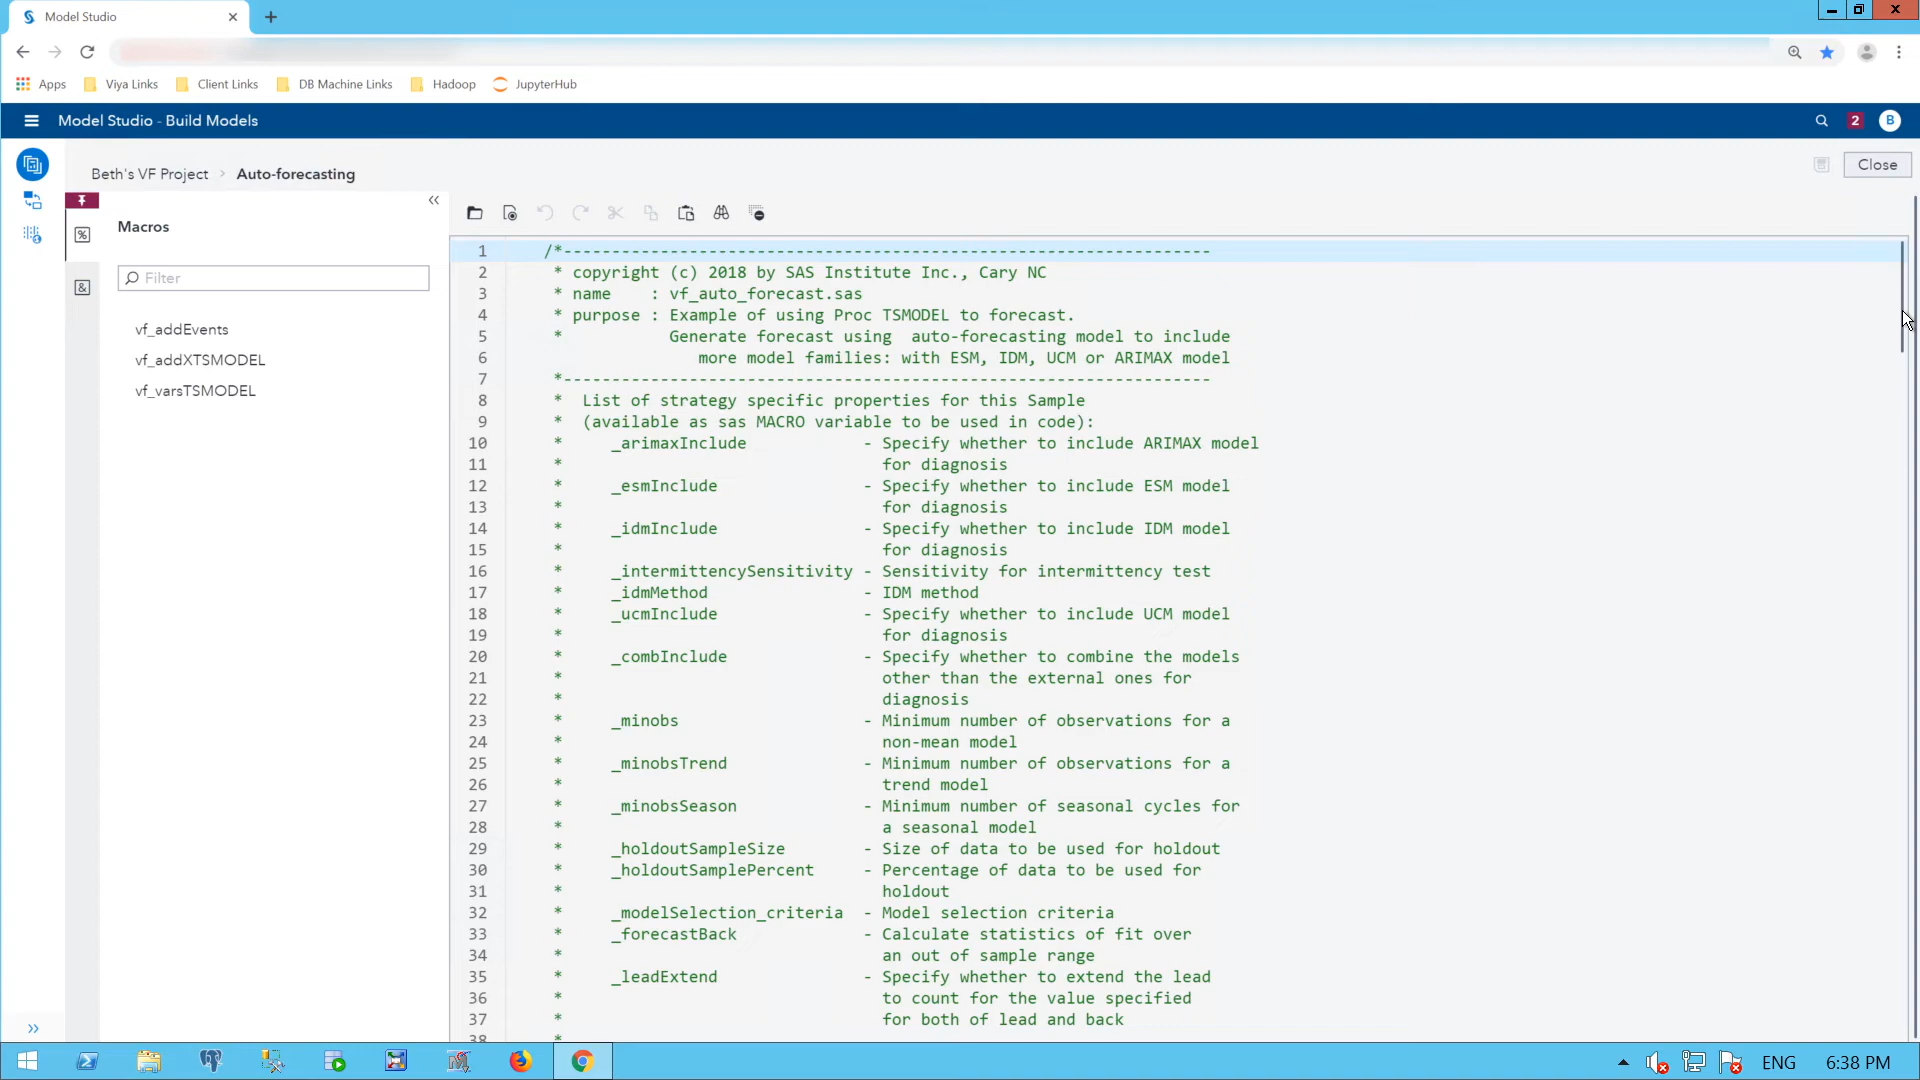 Model Studio
Apps
Viya Links
Client Links
DB Machine Links
Hadoop
JupyterHub
Model Studio - Build Models
2
B
Beth's VF Project > Auto-forecasting
Close
Macros
Filter
vf_addEvents
vf_addXTSMODEL
vf_varsTSMODEL
1 /*-------------------------------------------------------------------
2 * copyright (c) 2018 by SAS Institute Inc., Cary NC
3 * name    : vf_auto_forecast.sas
4 * purpose : Example of using Proc TSMODEL to forecast.
5 *           Generate forecast using  auto-forecasting model to include
6 more model families: with ESM, IDM, UCM or ARIMAX model
7 *-------------------------------------------------------------------
8 *  List of strategy specific properties for this Sample
9 *  (available as sas MACRO variable to be used in code):
10 *     _arimaxInclude            - Specify whether to include ARIMAX model
11 *                                 for diagnosis
12 *     _esmInclude               - Specify whether to include ESM model
13 *                                 for diagnosis
14 *     _idmInclude               - Specify whether to include IDM model
15 *                                 for diagnosis
16 *     _intermittencySensitivity - Sensitivity for intermittency test
17 *     _idmMethod                - IDM method
18 *     _ucmInclude               - Specify whether to include UCM model
19 *                                 for diagnosis
20 *     _combInclude              - Specify whether to combine the models
21 *                                 other than the external ones for
22 *                                 diagnosis
23 *     _minobs                   - Minimum number of observations for a
24 *                                 non-mean model
25 *     _minobsTrend              - Minimum number of observations for a
26 *                                 trend model
27 *     _minobsSeason             - Minimum number of seasonal cycles for
28 *                                 a seasonal model
29 *     _holdoutSampleSize        - Size of data to be used for holdout
30 *     _holdoutSamplePercent     - Percentage of data to be used for
31 *                                 holdout
32 *     _modelSelection_criteria  - Model selection criteria
33 *     _forecastBack             - Calculate statistics of fit over
34 *                                 an out of sample range
35 *     _leadExtend               - Specify whether to extend the lead
36 *                                 to count for the value specified
37 *                                 for both of lead and back
38 *
ENG
6:38 PM